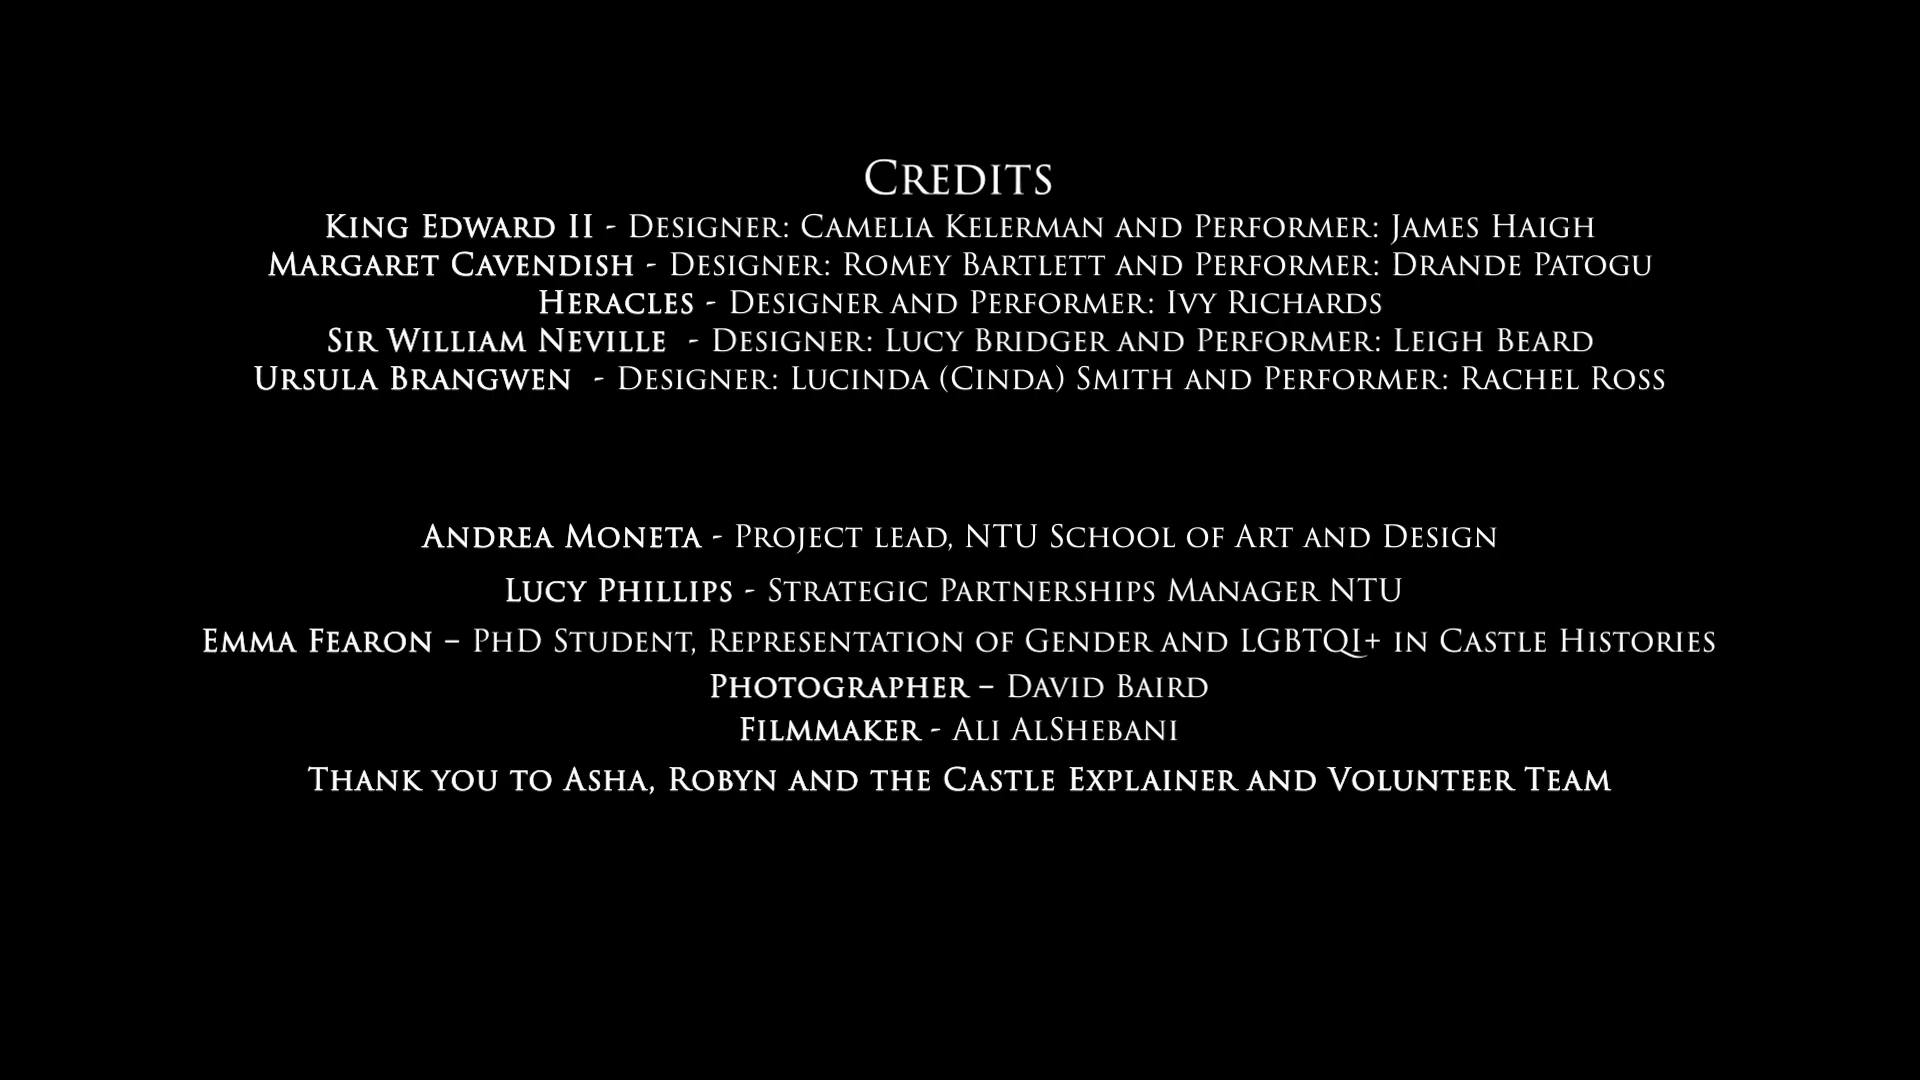 Credits
King Edward II - Designer: Camelia Kelerman and Performer: James Haigh
Margaret Cavendish - Designer: Romey Bartlett and Performer: Drande Patogu
Heracles - Designer and Performer: Ivy Richards
Sir William Neville  - Designer: Lucy Bridger and Performer: Leigh Beard
Ursula Brangwen  - Designer: Lucinda (Cinda) Smith and Performer: Rachel Ross
Andrea Moneta - Project lead, NTU School of Art and Design
Lucy Phillips - Strategic Partnerships Manager NTU
Emma Fearon – PhD Student, Representation of Gender and LGBTQI+ in Castle Histories
Photographer – David Baird
Filmmaker - Ali AlShebani
Thank you to Asha, Robyn and the Castle Explainer and Volunteer Team